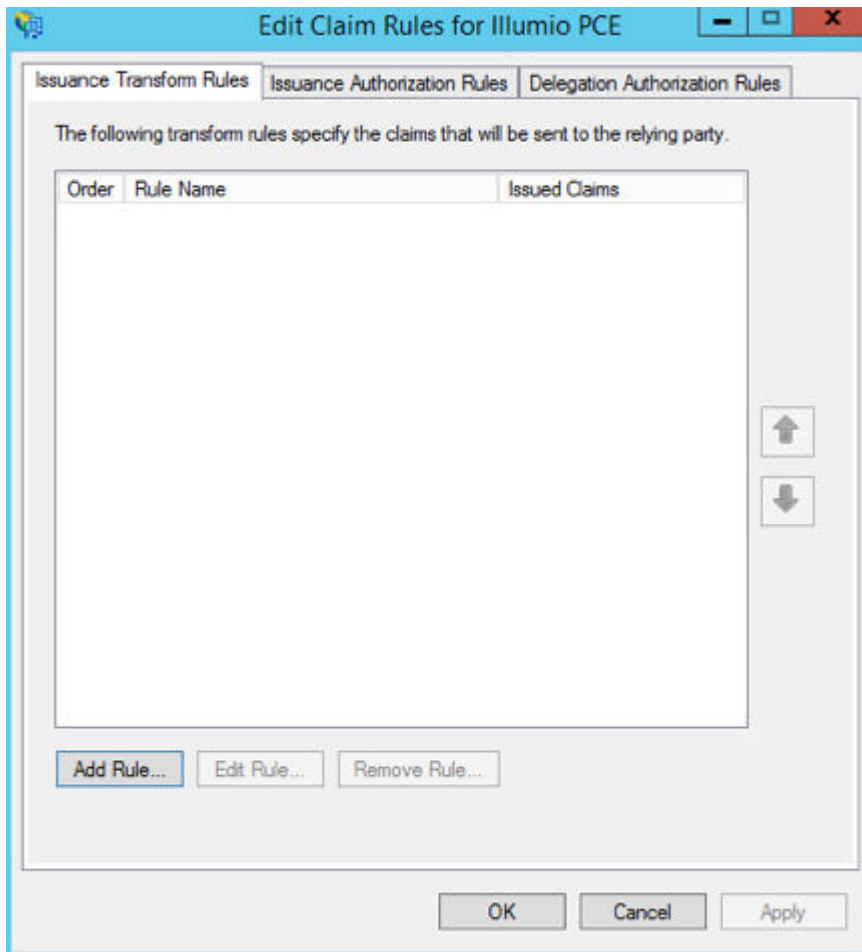 Edit Claim Rules for Illumio PCE
Issuance Transform Rules Issuance Authorization Rules Delegation Authorization Rules
The following transform rules specify the claims that will be sent to the relying party.
Order Rule Name Issued Claims
Add Rule... Edit Rule... Remove Rule...
OK Cancel Apply